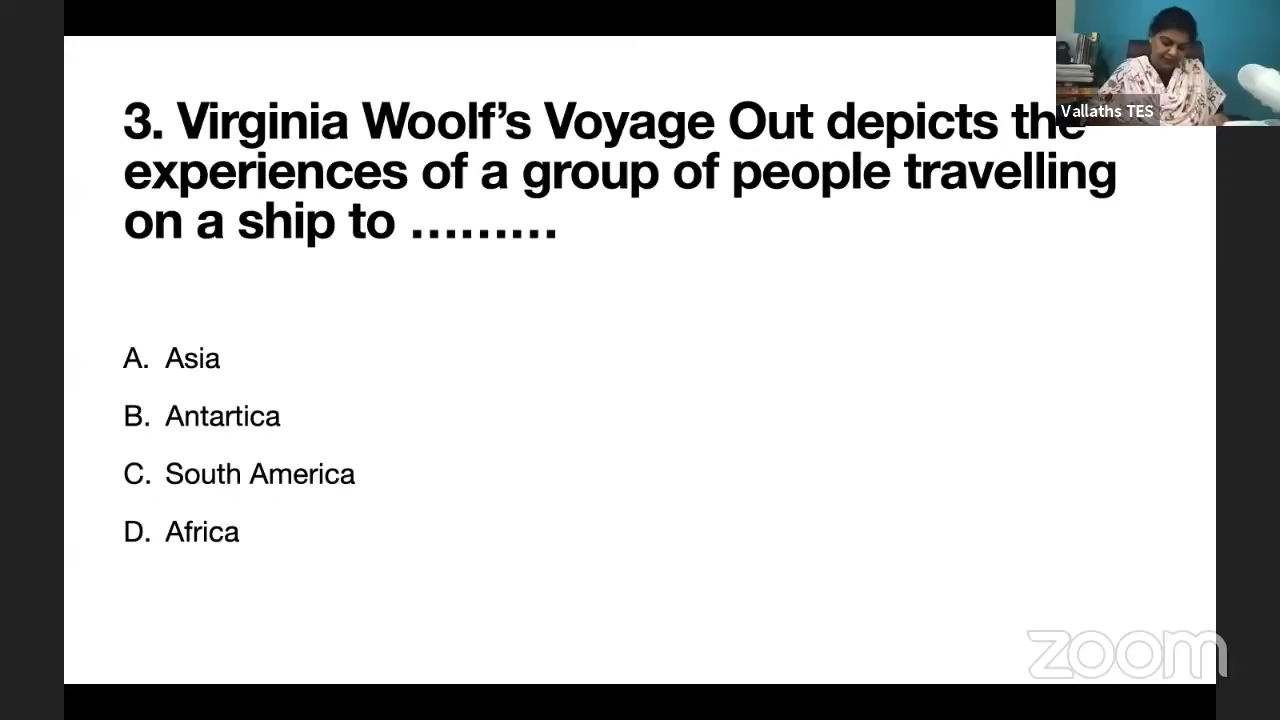 3. Virginia Woolf’s Voyage Out depicts the
experiences of a group of people travelling
on a ship to ………
A. Asia
B. Antartica
C. South America
D. Africa
Vallaths TES
zoom